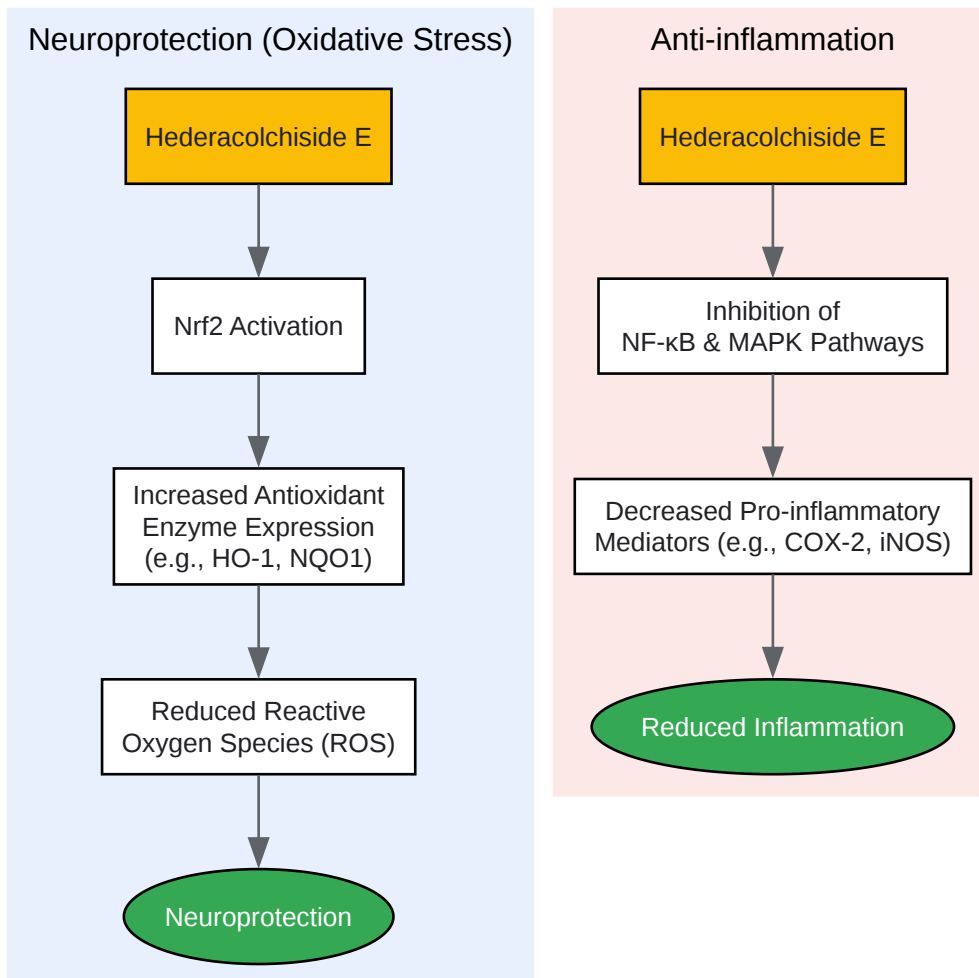 Neuroprotection (Oxidative Stress)
Hederacolchiside E
Nrf2 Activation
Increased Antioxidant
Enzyme Expression
(e.g., HO-1, NQO1)
Reduced Reactive
Oxygen Species (ROS)
Neuroprotection
Anti-inflammation
Hederacolchiside E
Inhibition of
NF-κB & MAPK Pathways
Decreased Pro-inflammatory
Mediators (e.g., COX-2, iNOS)
Reduced Inflammation